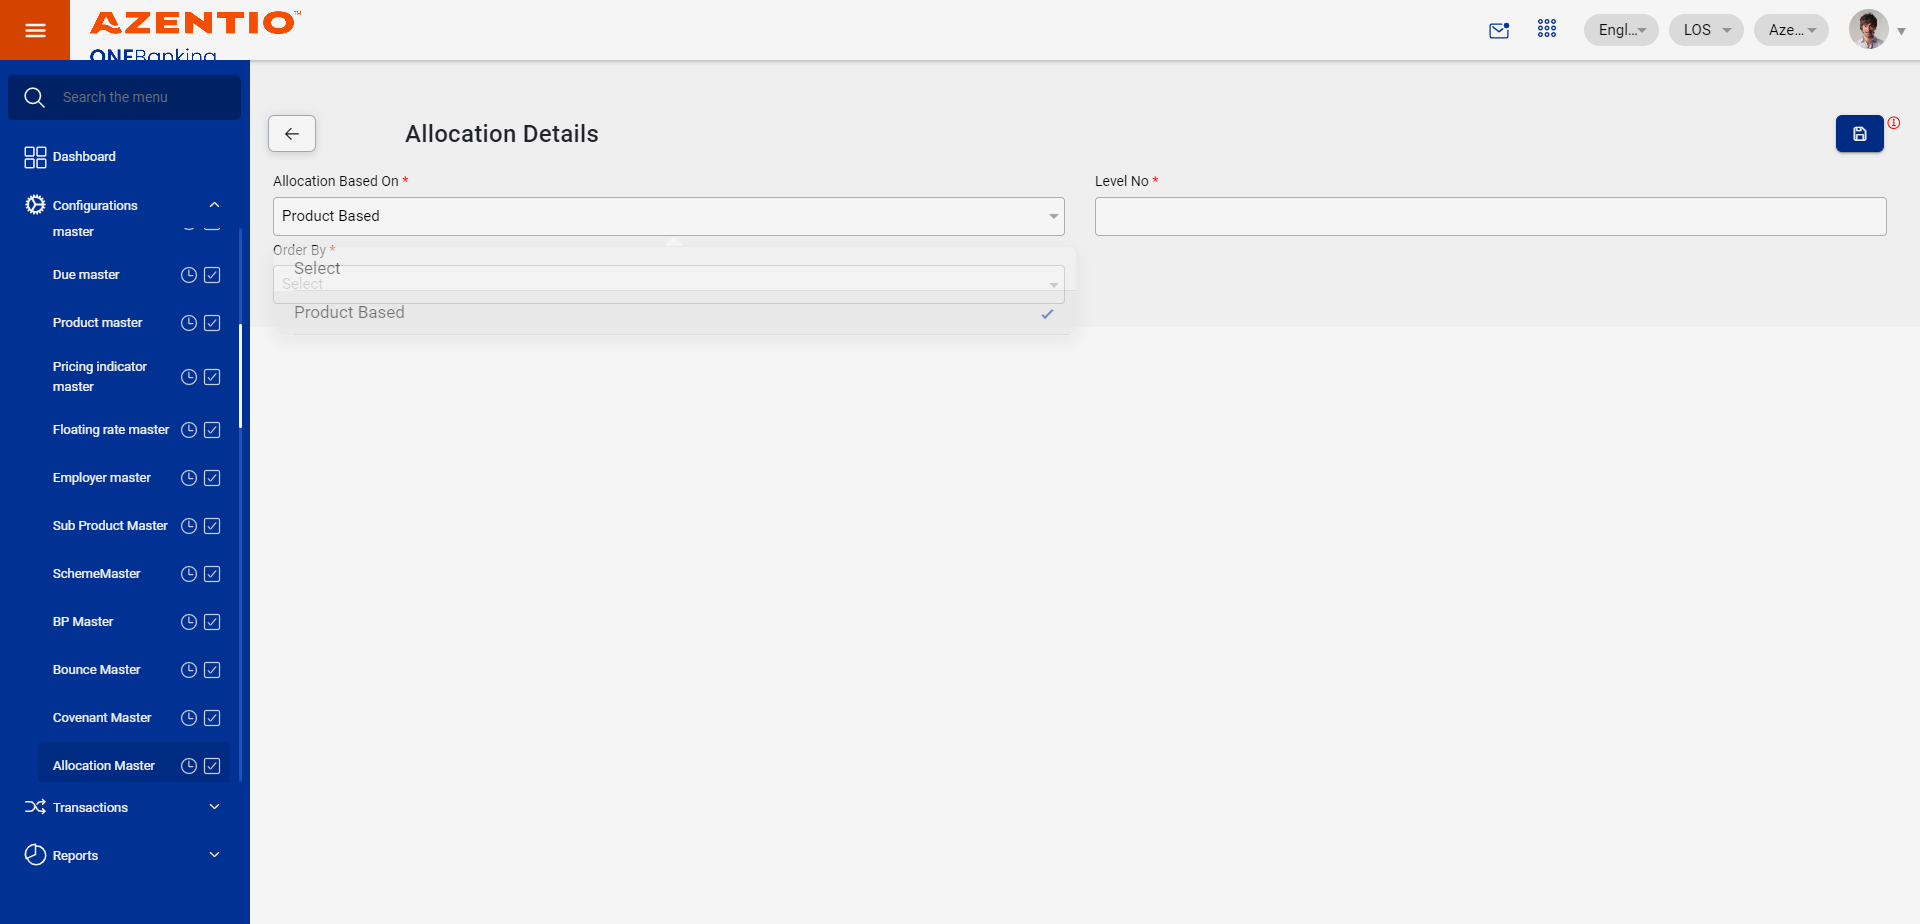 AZENTIO™
ONEBanking
Engl...
LOS
Aze...
Search the menu
Dashboard
Configurations
master
Due master
Product master
Pricing indicator
master
Floating rate master
Employer master
Sub Product Master
SchemeMaster
BP Master
Bounce Master
Covenant Master
Allocation Master
Transactions
Reports
Allocation Details
Allocation Based On *
Product Based
Level No *
Order By *
Select
Select
Product Based